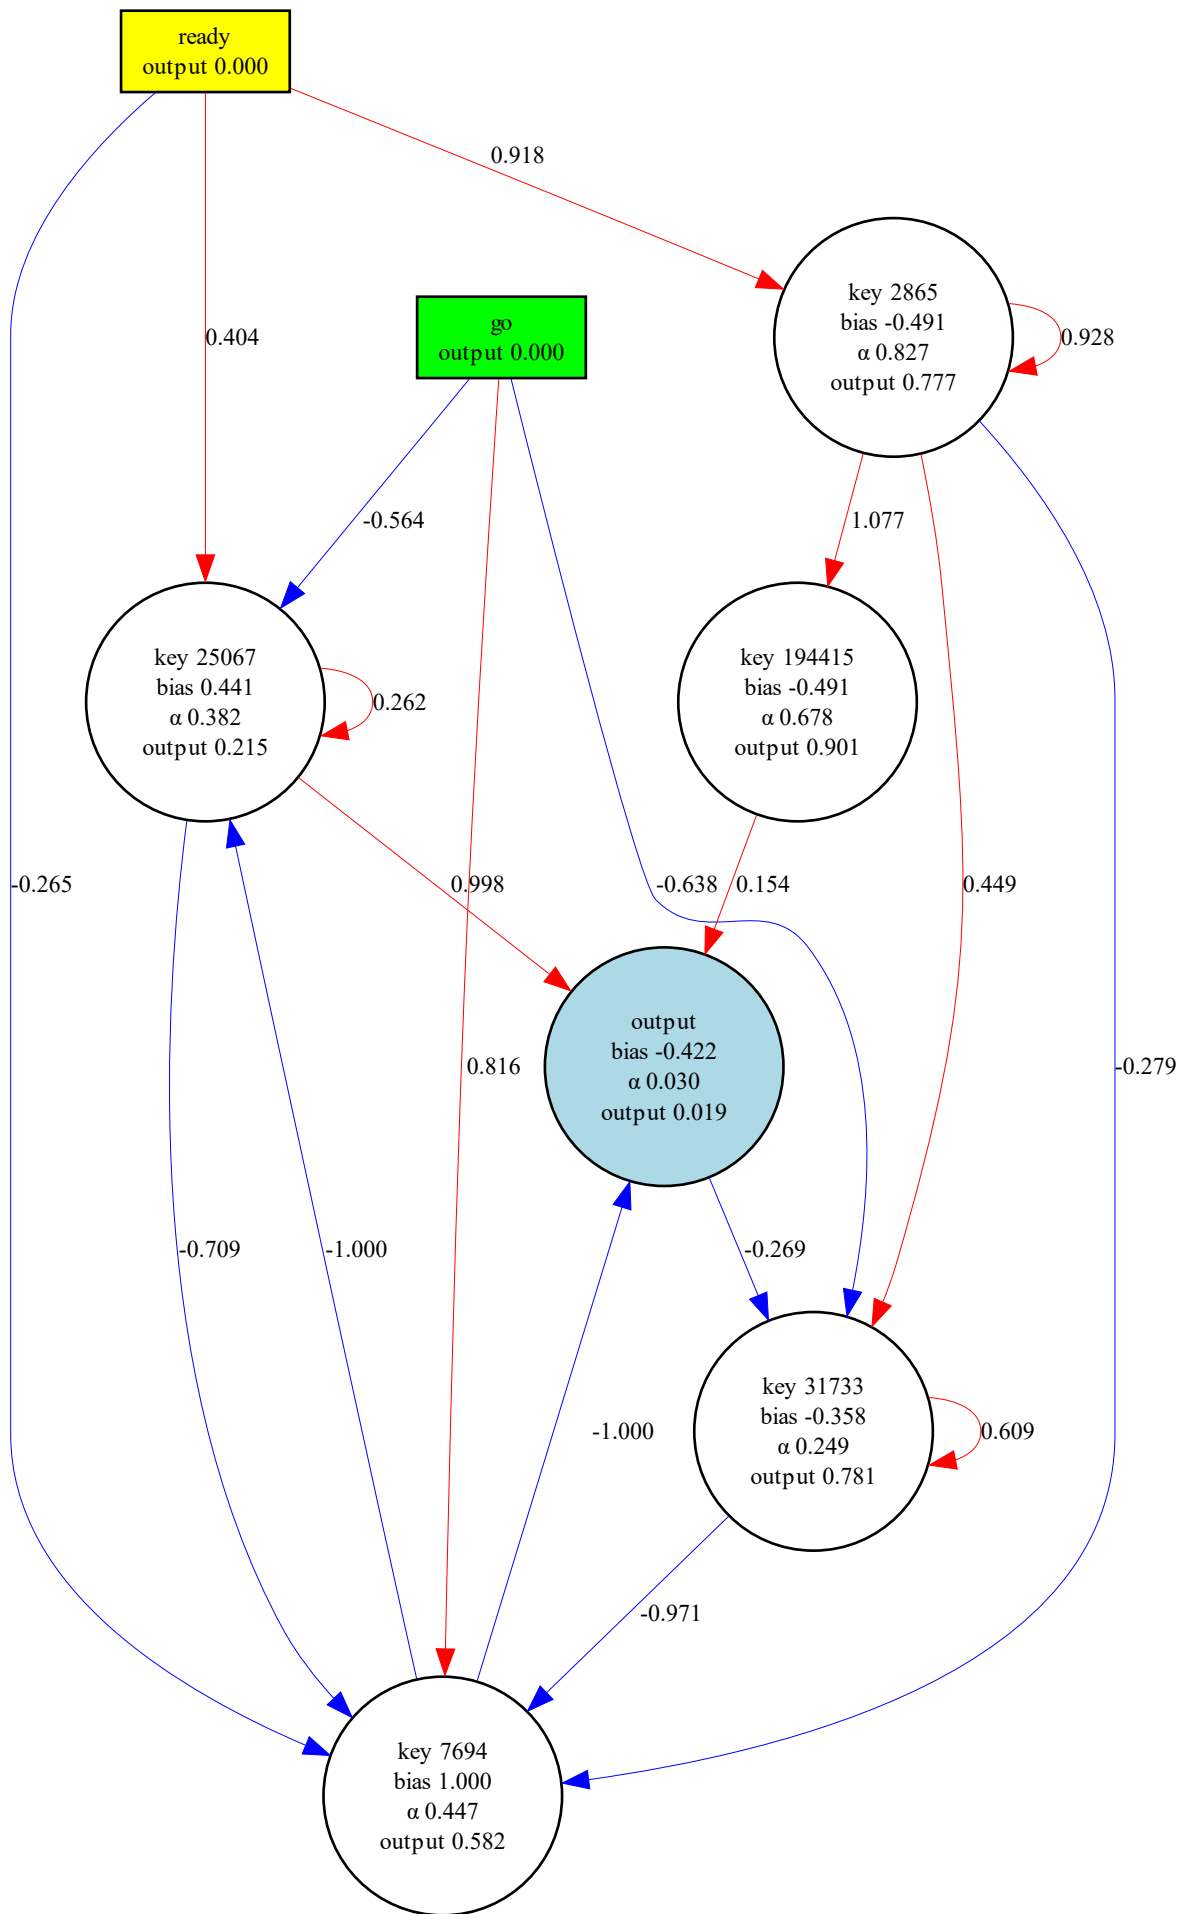 ready
output 0.000
0.918
key 2865
bias -0.491
α 0.827
output 0.777
0.928
go
output 0.000
0.404
-0.564
1.077
key 25067
bias 0.441
α 0.382
output 0.215
0.262
key 194415
bias -0.491
α 0.678
output 0.901
-0.265
0.998
-0.638
0.154
0.449
output
bias -0.422
α 0.030
output 0.019
0.816
-0.279
-0.709
-1.000
-0.269
-1.000
key 31733
bias -0.358
α 0.249
output 0.781
0.609
-0.971
key 7694
bias 1.000
α 0.447
output 0.582